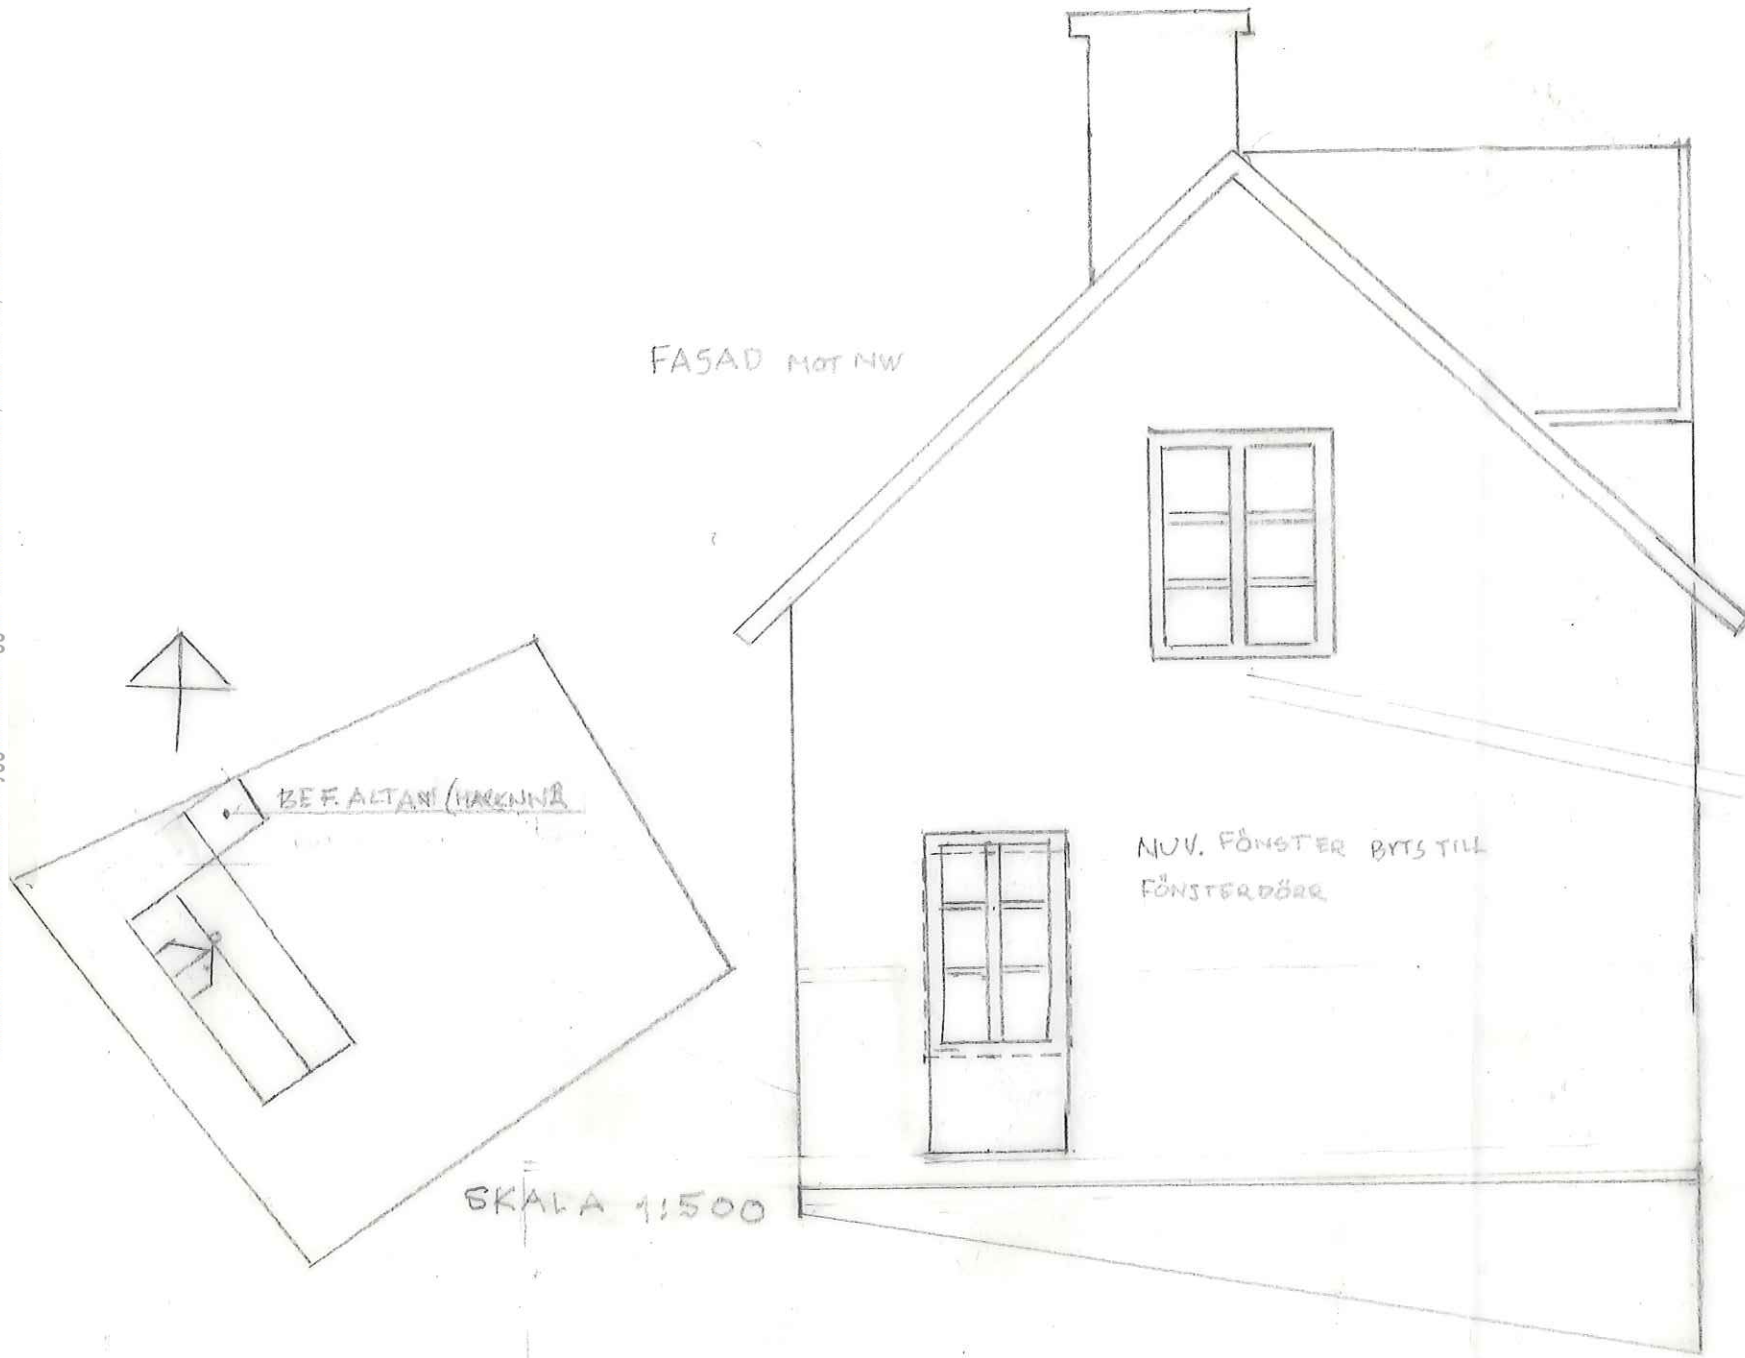 FASAD MOT NW
BEF. ALTAN
NUV. FÖNSTER BYTS TILL
FÖNSTERDÖRR
SKALA 1:500